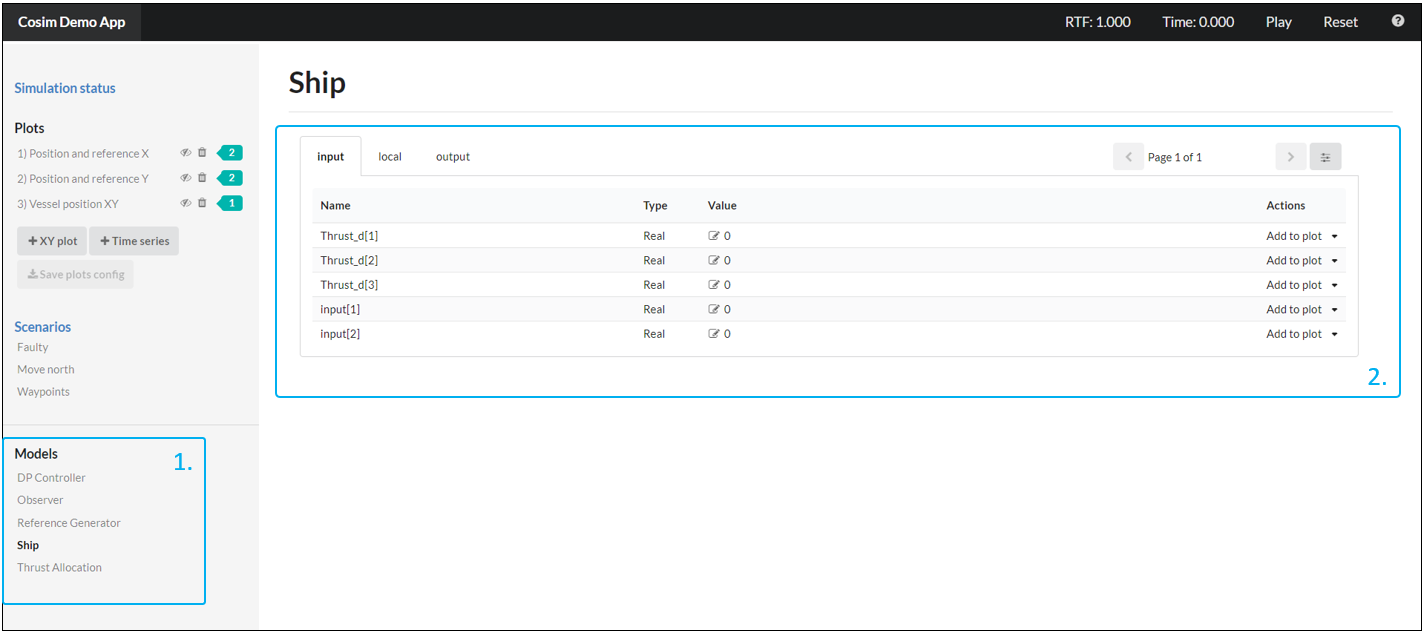 Cosim Demo App RTF: 1.000 Time: 0.000 Play Reset ?
Simulation status
Plots
1) Position and reference X 2
2) Position and reference Y 2
3) Vessel position XY 1
+ XY plot + Time series
Save plots config
Scenarios
Faulty
Move north
Waypoints
Models 1.
DP Controller
Observer
Reference Generator
Ship
Thrust Allocation
Ship
input local output < Page 1 of 1 >
Name Type Value Actions
Thrust_d[1] Real 0 Add to plot
Thrust_d[2] Real 0 Add to plot
Thrust_d[3] Real 0 Add to plot
input[1] Real 0 Add to plot
input[2] Real 0 Add to plot
2.